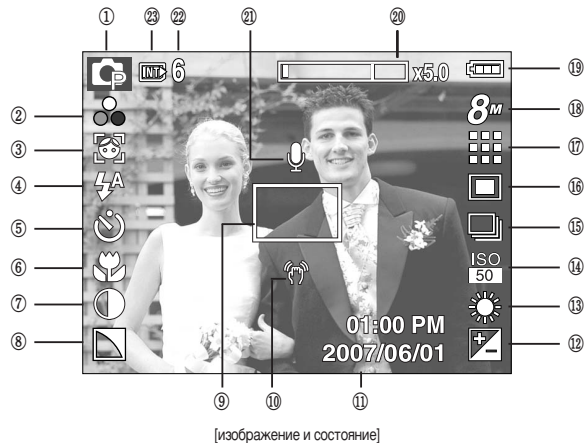 ① ㉓ ㉒ ㉑ ⑳
P INT 6 x5.0 ⑲
② 8M ⑱
③ ⑰
④ A ⑯
⑤ ⑮
⑥ ISO 50 ⑭
⑦ 01:00 PM ⑬
⑧ 2007/06/01 ⑫
⑨ ⑩ ⑪
[изображение и состояние]